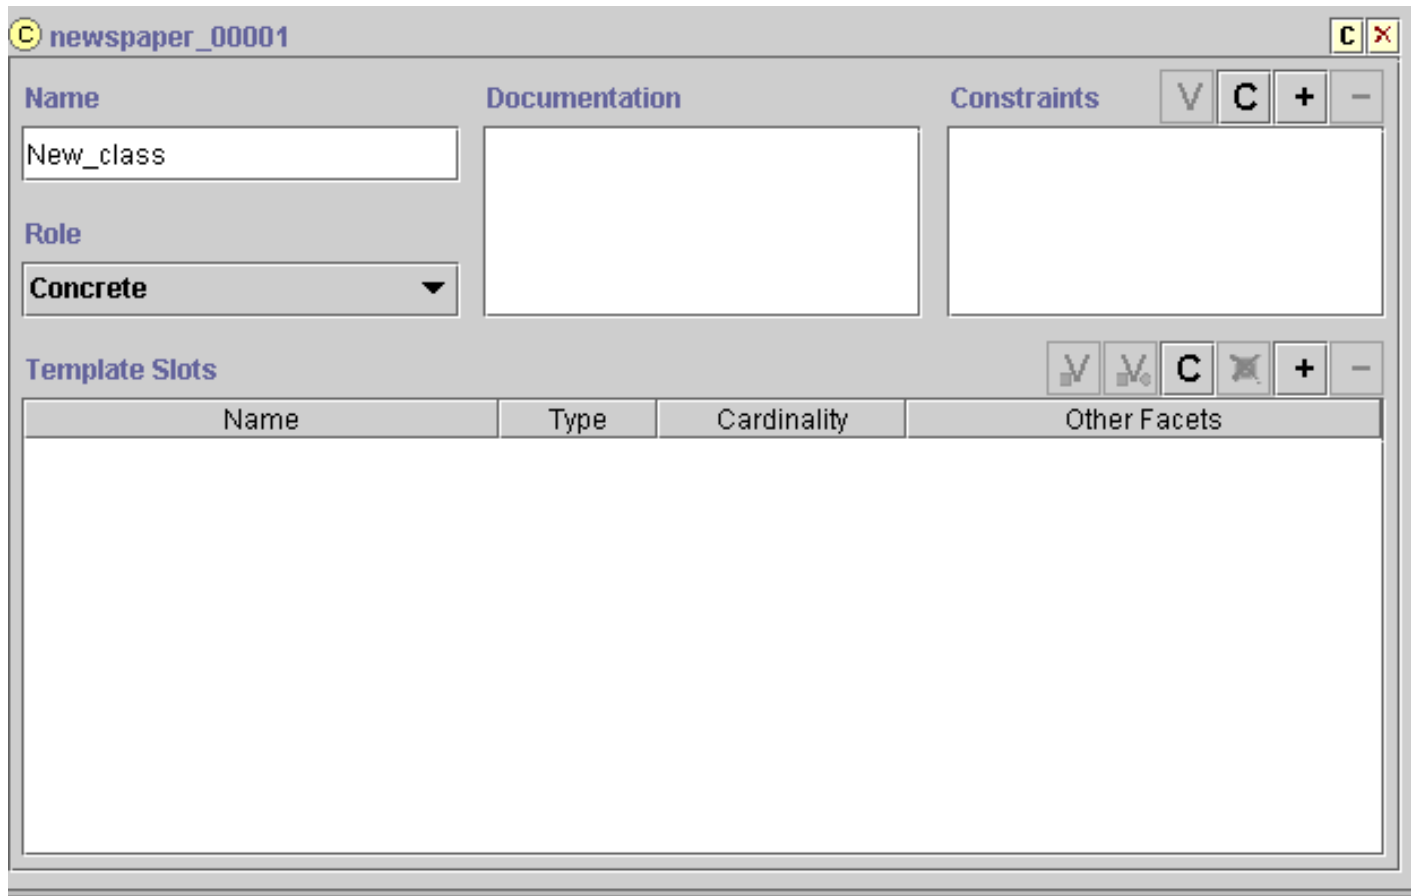 C newspaper_00001 C
Name Documentation Constraints V C + −
New_class
Role
Concrete
Template Slots V V C + −
Name Type Cardinality Other Facets